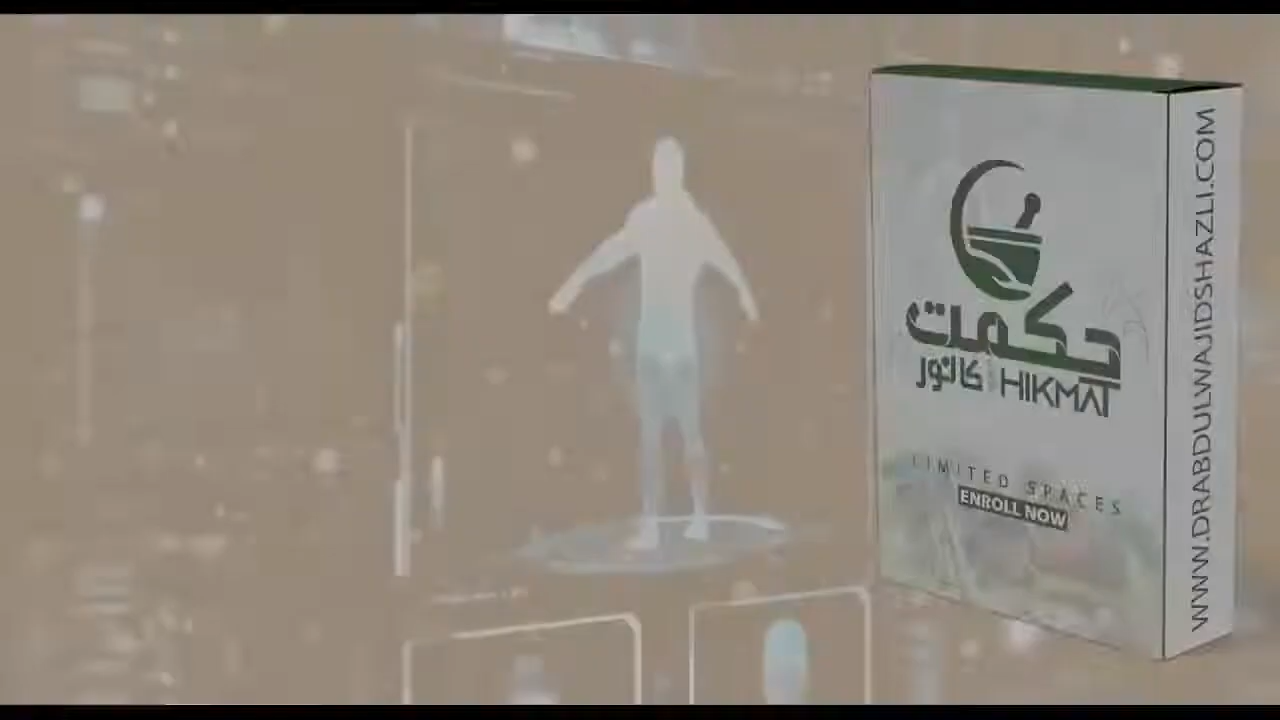 حکمت
کا نور HIKMAT
LIMITED SPACES
ENROLL NOW
WWW.DRABDULWAJIDSHAZLI.COM